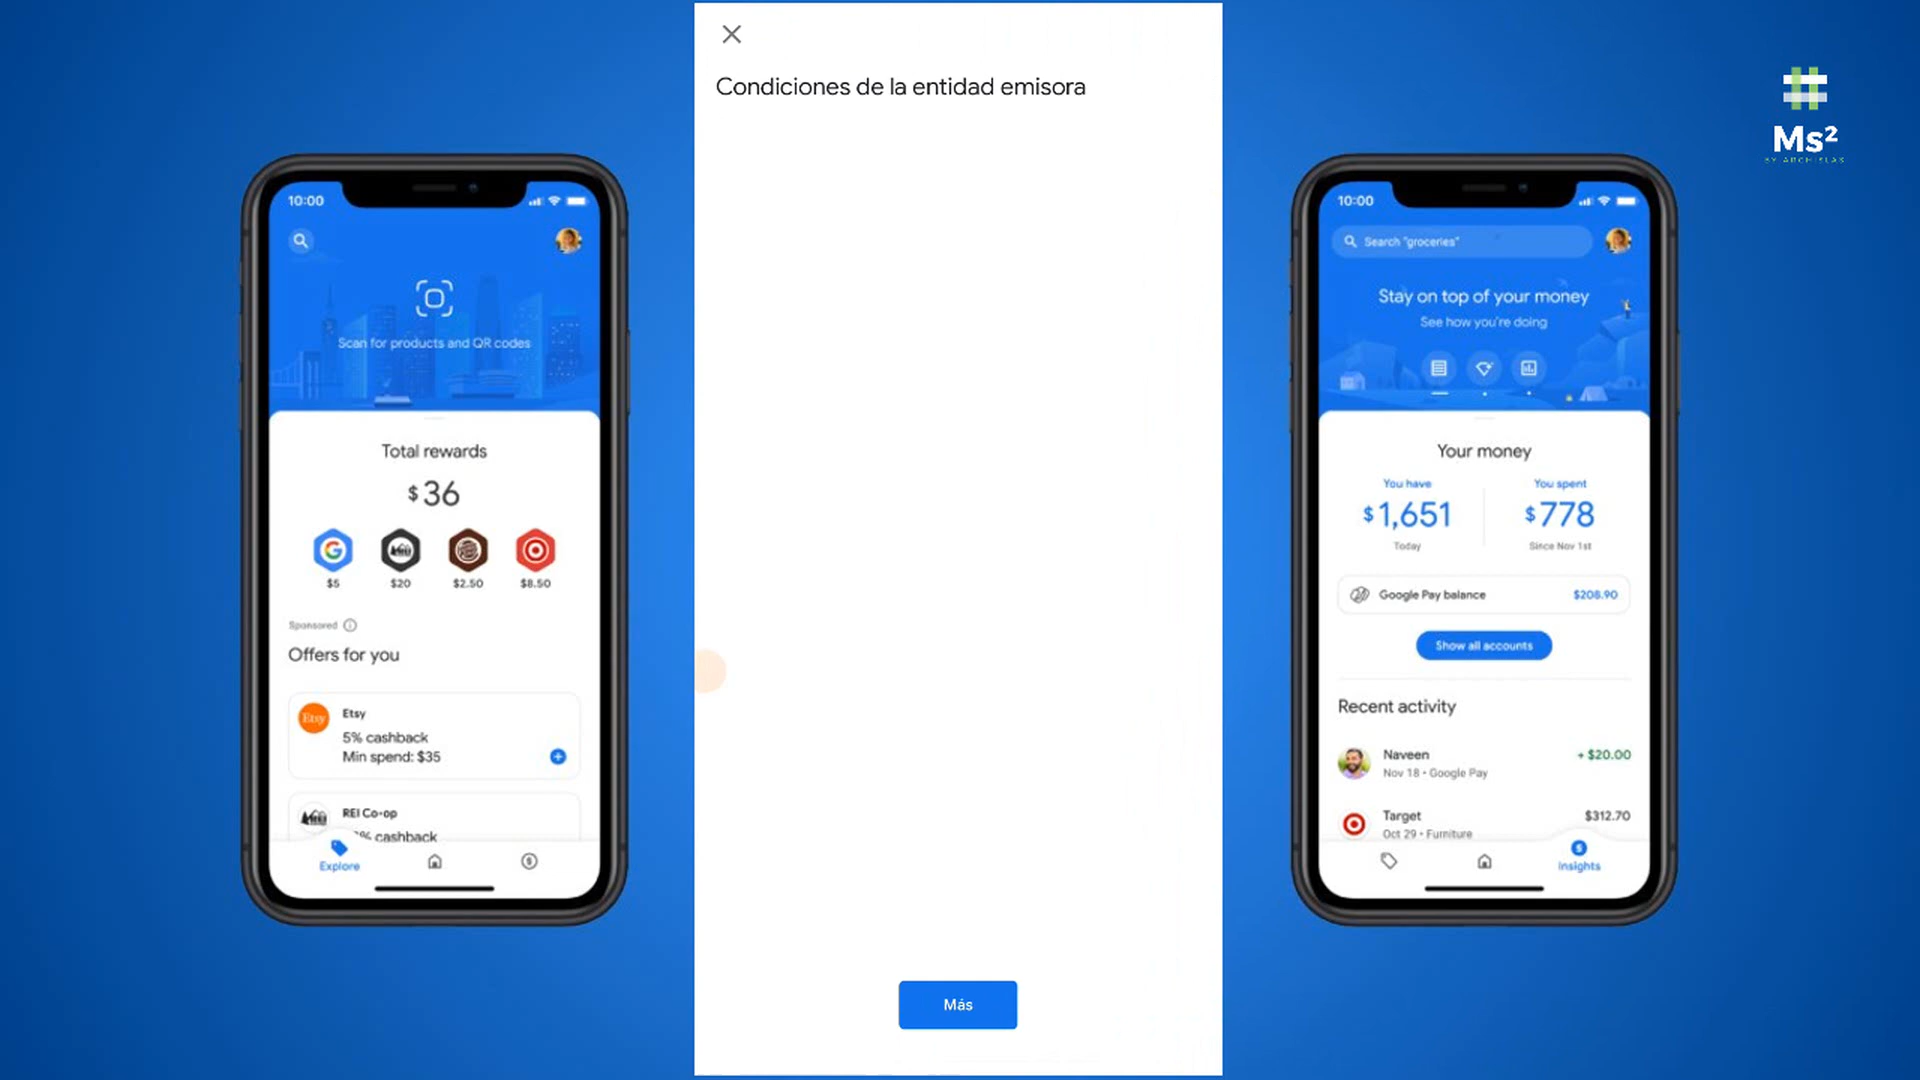 Condiciones de la entidad emisora
Más
10:00
Scan for products and QR codes
Total rewards
$36
$5
$20
$2.50
$8.50
Sponsored
Offers for you
Etsy
Etsy
5% cashback
Min spend: $35
REI Co-op
% cashback
Explore
10:00
Search "groceries"
Stay on top of your money
See how you're doing
Your money
You have
You spent
$1,651
$778
Today
Since Nov 1st
Google Pay balance
$208.90
Show all accounts
Recent activity
Naveen
+ $20.00
Nov 18 • Google Pay
Target
$312.70
Oct 29 • Furniture
Insights
Ms²
BY ARCHISLAS